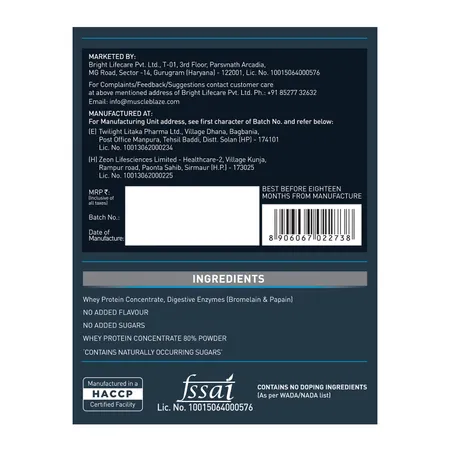 MARKETED BY:
Bright Lifecare Pvt. Ltd., T-01, 3rd Floor, Parsvnath Arcadia,
MG Road, Sector -14, Gurugram (Haryana) - 122001, Lic. No. 10015064000576
For Complaints/Feedback/Suggestions contact customer care
at above mentioned address of Bright Lifecare Pvt. Ltd. Ph. +91 85277 32632
Email: info@muscleblaze.com
MANUFACTURED AT:
For Manufacturing Unit address, see first character of Batch No. and refer below:
(E) Twilight Litaka Pharma Ltd., Village Dhana, Bagbania,
Post Office Manpura, Tehsil Baddi, Distt. Solan (HP) - 174101
Lic. No. 10013062000234
(H) Zeon Lifesciences Limited - Healthcare-2, Village Kunja,
Rampur road, Paonta Sahib, Sirmaur (H.P.) - 173025
Lic. No. 10013062000225
MRP ₹:
(Inclusive of
all taxes)
Batch No.:
Date of
Manufacture:
BEST BEFORE EIGHTEEN
MONTHS FROM MANUFACTURE
8 906067 022738
INGREDIENTS
Whey Protein Concentrate, Digestive Enzymes (Bromelain & Papain)
NO ADDED FLAVOUR
NO ADDED SUGARS
WHEY PROTEIN CONCENTRATE 80% POWDER
'CONTAINS NATURALLY OCCURRING SUGARS'
Manufactured in a
HACCP
Certified Facility
fssai
Lic. No. 10015064000576
CONTAINS NO DOPING INGREDIENTS
(As per WADA/NADA list)